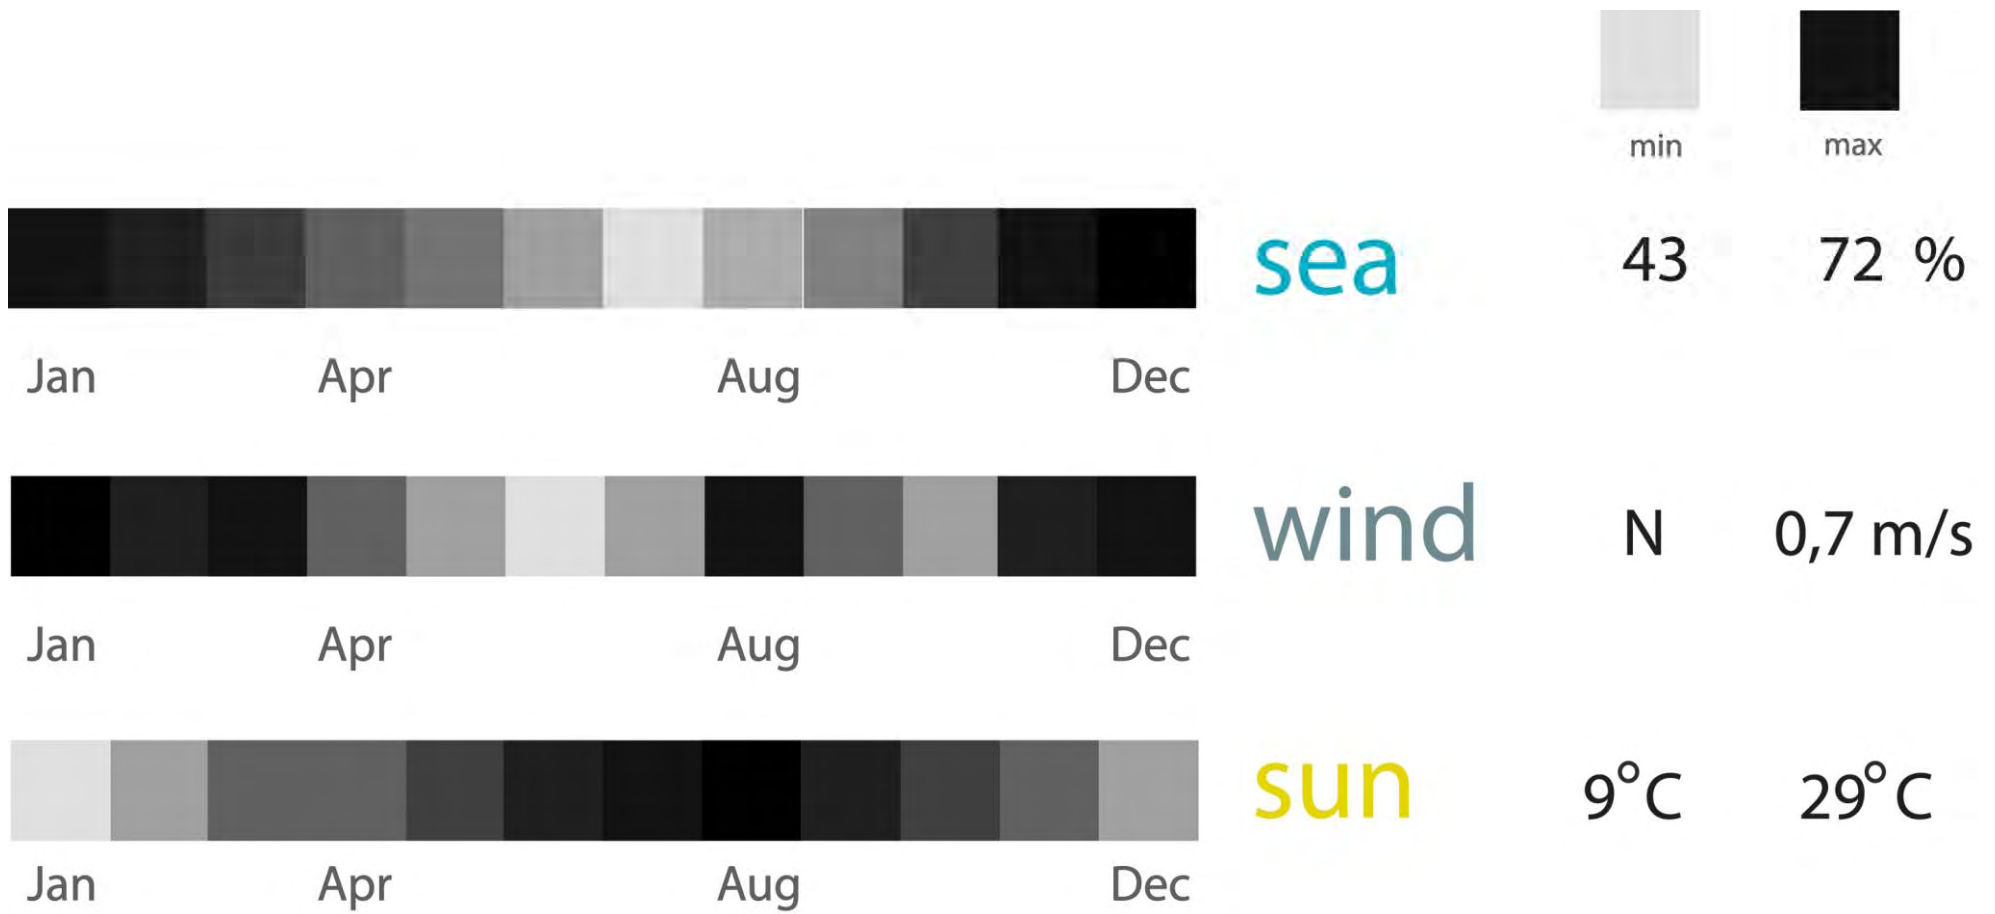 min max
sea 43 72 %
Jan Apr Aug Dec
wind N 0,7 m/s
Jan Apr Aug Dec
sun 9°C 29°C
Jan Apr Aug Dec